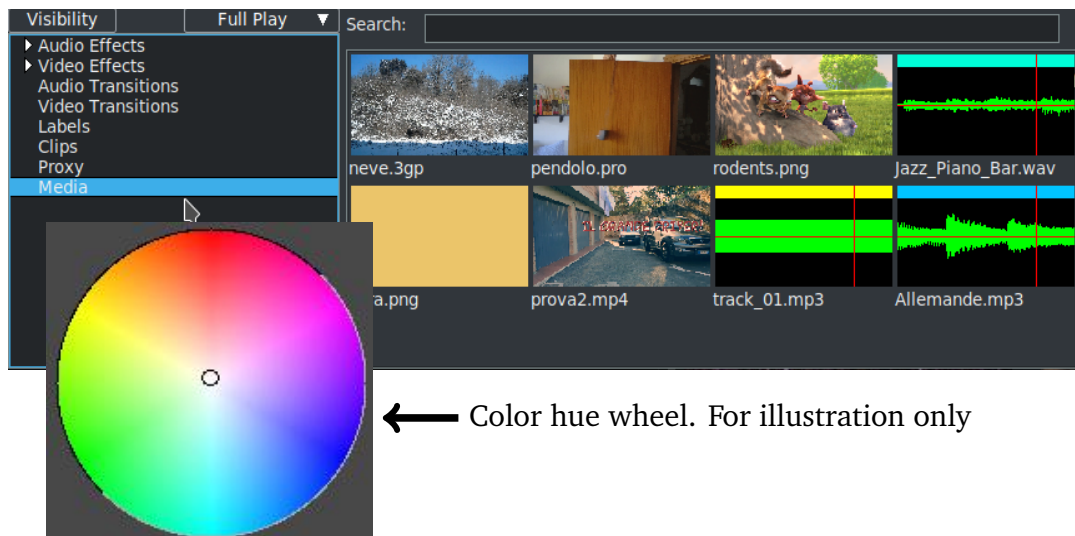 Visibility
Full Play
Search:
Audio Effects
Video Effects
Audio Transitions
Video Transitions
Labels
Clips
Proxy
Media
neve.3gp
pendolo.pro
rodents.png
Jazz_Piano_Bar.wav
ra.png
prova2.mp4
track_01.mp3
Allemande.mp3
Color hue wheel. For illustration only